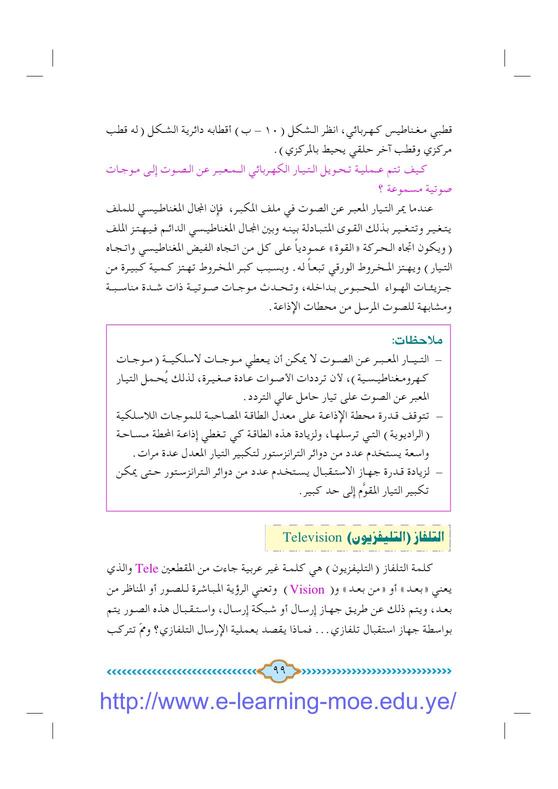 قطبي مغناطيس كهربائي، انظر الشكل ( ١٠ – ب ) أقطابه دائرية الشكل ( له قطب
مركزي وقطب آخر حلقي يحيط بالمركزي ) .
كيف تتم عملية تحويل التيار الكهربائي المعبر عن الصوت إلى موجات
صوتية مسموعة ؟
عندما يمر التيار المعبر عن الصوت في ملف المكبر، فإن المجال المغناطيسي للملف
يتغير وتتغير بذلك القوى المتبادلة بينه وبين المجال المغناطيسي الدائم فيهتز الملف
( ويكون اتجاه الحركة « القوة » عمودياً على كل من اتجاه الفيض المغناطيسي واتجاه
التيار ) ويهتز المخروط الورقي تبعاً له . وبسبب كبر المخروط تهتز كمية كبيرة من
جزيئات الهواء المحبوس بداخله، وتحدث موجات صوتية ذات شدة مناسبة
ومشابهة للصوت المرسل من محطات الإذاعة .
ملاحظات:
– التيار المعبر عن الصوت لا يمكن أن يعطي موجات لاسلكية ( موجات
كهرومغناطيسية ) ، لأن ترددات الأصوات عادة صغيرة، لذلك يُحمل التيار
المعبر عن الصوت على تيار حامل عالي التردد .
– تتوقف قدرة محطة الإذاعة على معدل الطاقة المصاحبة للموجات اللاسلكية
( الراديوية ) التي ترسلها، ولزيادة هذه الطاقة كي تغطي إذاعة المحطة مساحة
واسعة يستخدم عدد من دوائر الترانزستور لتكبير التيار المعدل عدة مرات .
– لزيادة قدرة جهاز الاستقبال يستخدم عدد من دوائر الترانزستور حتى يمكن
تكبير التيار المقوَّم إلى حد كبير .
التلفاز (التليفزيون) Television
كلمة التلفاز ( التليفزيون ) هي كلمة غير عربية جاءت من المقطعين Tele والذي
يعني « بعد » أو « من بعد » و( Vision ) وتعني الرؤية المباشرة للصور أو المناظر من
بعد، ويتم ذلك عن طريق جهاز إرسال أو شبكة إرسال، واستقبال هذه الصور يتم
بواسطة جهاز استقبال تلفازي . . . فماذا يقصد بعملية الإرسال التلفازي؟ وممَّ تتركب
٩٩
http://www.e-learning-moe.edu.ye/